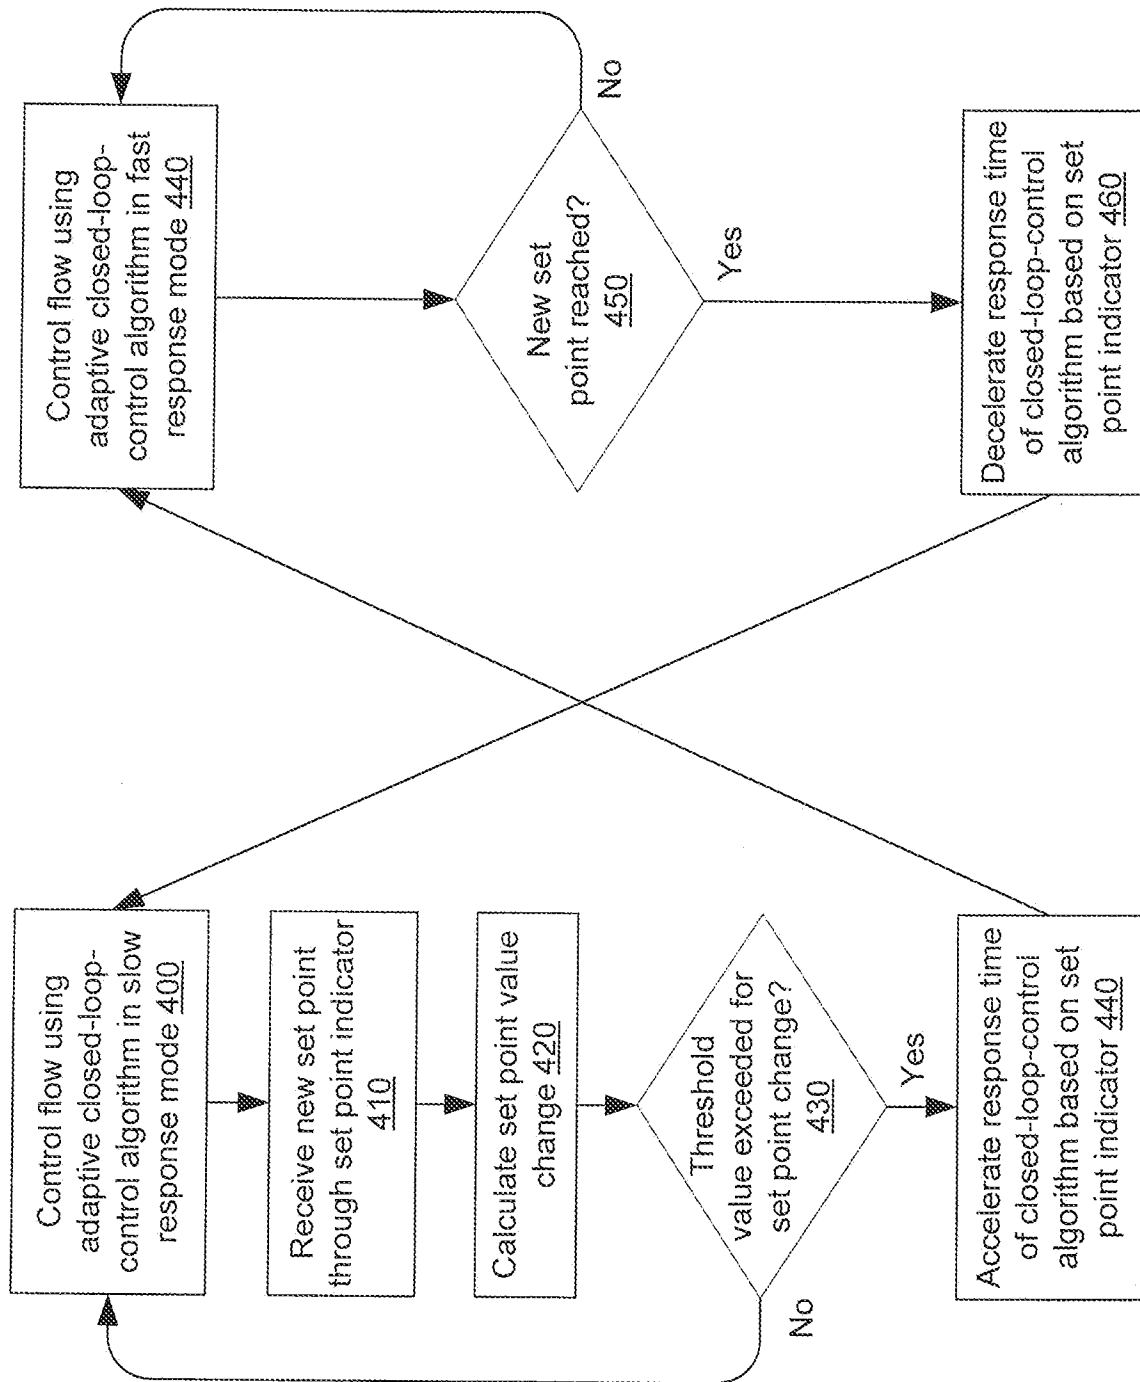 Control flow using
adaptive closed-loop-
control algorithm in slow
response mode 400
Receive new set point
through set point indicator
410
Calculate set point value
change 420
Threshold
value exceeded for
set point change?
430
No
Yes
Accelerate response time
of closed-loop-control
algorithm based on set
point indicator 440
Control flow using
adaptive closed-loop-
control algorithm in fast
response mode 440
New set
point reached?
450
No
Yes
Decelerate response time
of closed-loop-control
algorithm based on set
point indicator 460